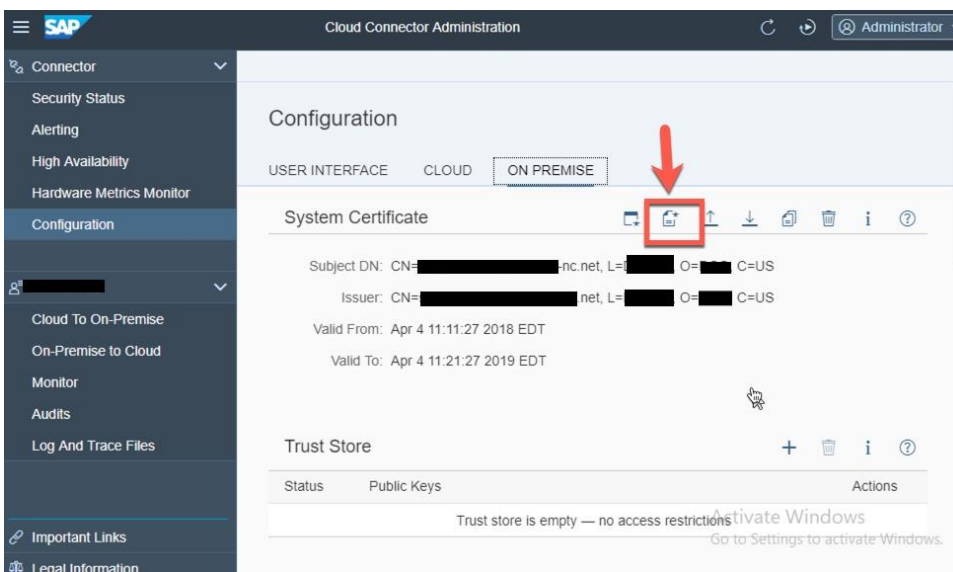 SAP Cloud Connector Administration Administrator
Connector
Security Status
Alerting
High Availability
Hardware Metrics Monitor
Configuration
Cloud To On-Premise
On-Premise to Cloud
Monitor
Audits
Log And Trace Files
Important Links
Legal Information
Configuration
USER INTERFACE CLOUD ON PREMISE
System Certificate
Subject DN: CN= -nc.net, L= O= C=US
Issuer: CN= .net, L= O= C=US
Valid From: Apr 4 11:11:27 2018 EDT
Valid To: Apr 4 11:21:27 2019 EDT
Trust Store
Status Public Keys Actions
Trust store is empty — no access restrictions
Activate Windows
Go to Settings to activate Windows.